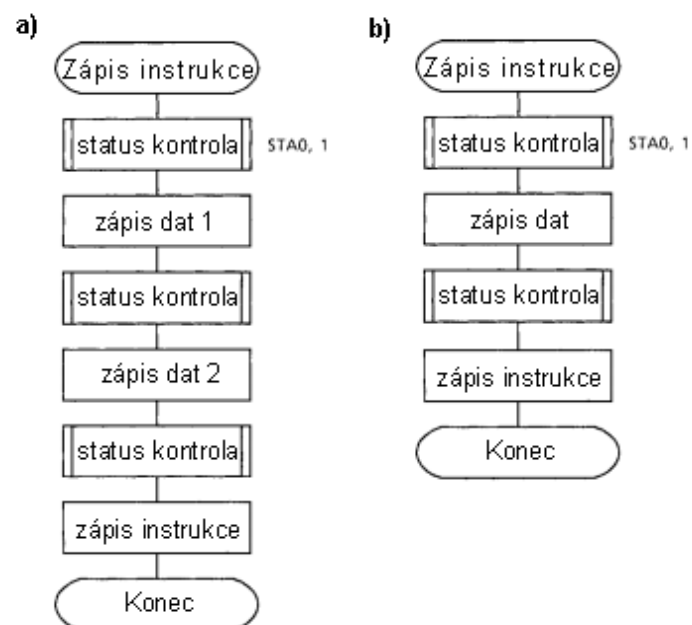 a)
Zápis instrukce
status kontrola
STA0, 1
zápis dat 1
status kontrola
zápis dat 2
status kontrola
zápis instrukce
Konec
b)
Zápis instrukce
status kontrola
STA0, 1
zápis dat
status kontrola
zápis instrukce
Konec